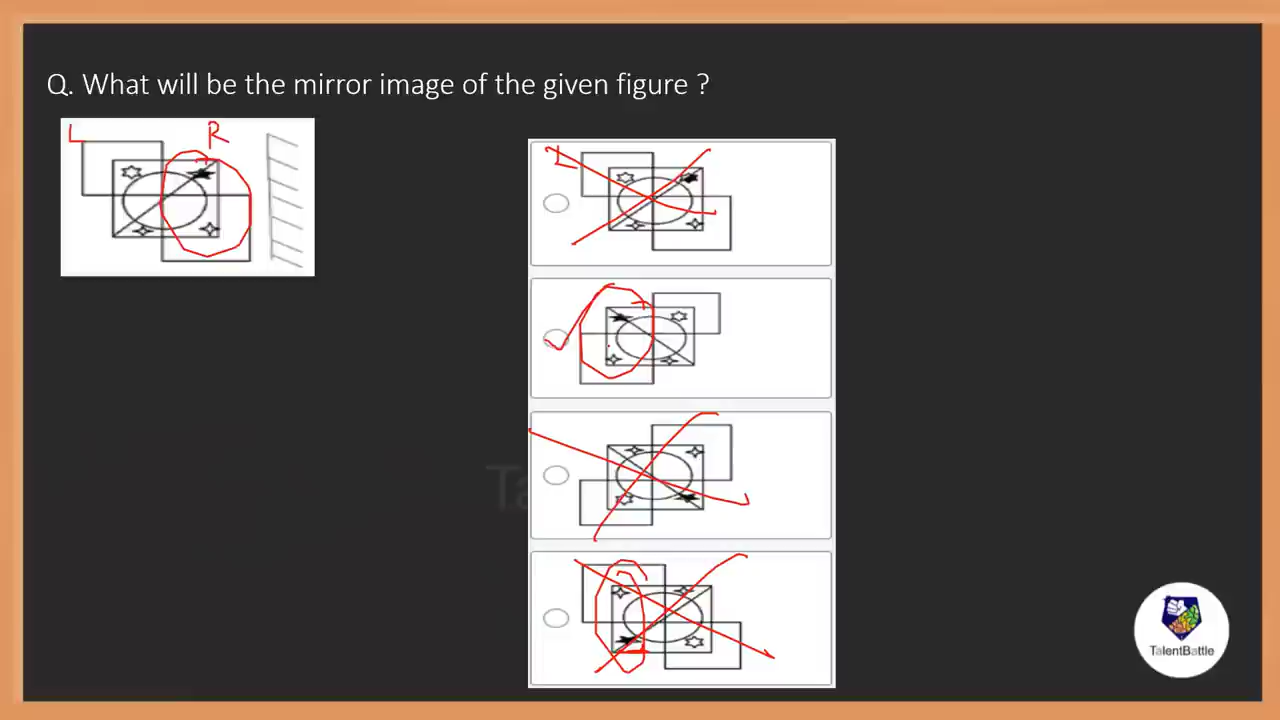 Q. What will be the mirror image of the given figure ?
L
R
TalentBattle